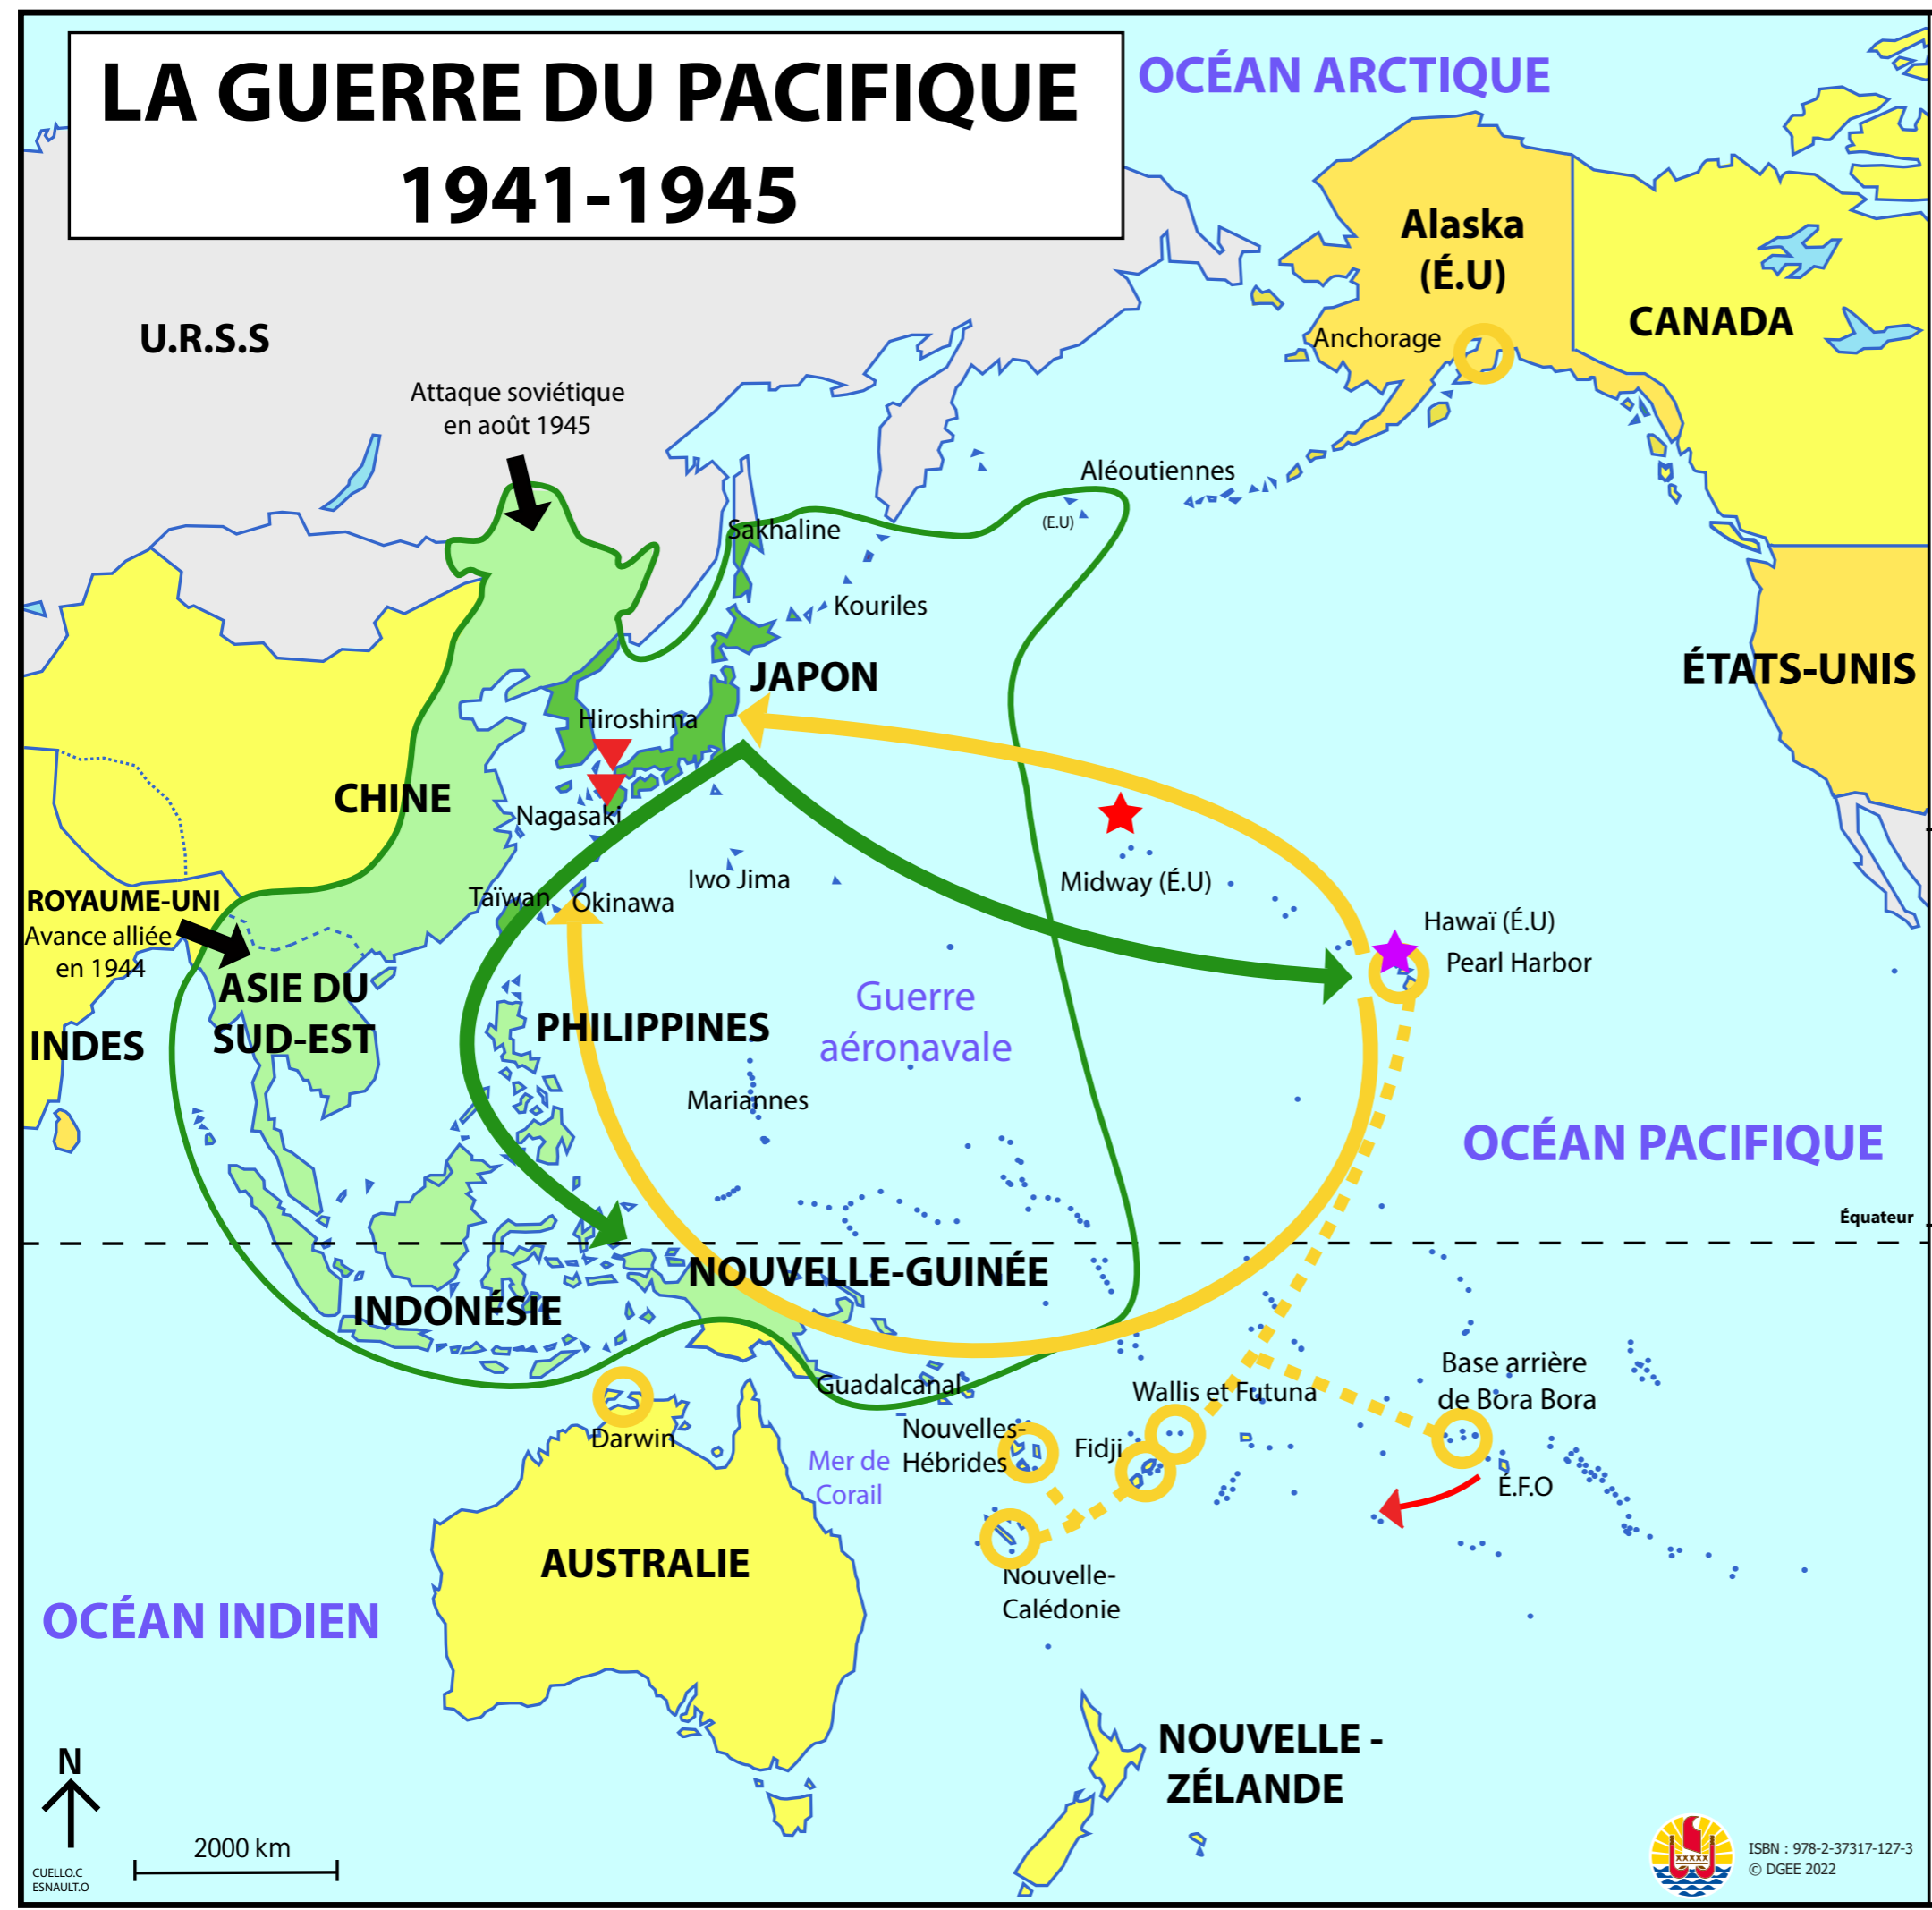 LA GUERRE DU PACIFIQUE
1941-1945
OCÉAN ARCTIQUE
Alaska
(É.U)
Anchorage
CANADA
U.R.S.S
Attaque soviétique
en août 1945
Aléoutiennes
(E.U)
Sakhaline
Kouriles
JAPON
ÉTATS-UNIS
Hiroshima
CHINE
Nagasaki
Iwo Jima
Midway (É.U)
Taïwan
Okinawa
ROYAUME-UNI
Avance alliée
en 1944
Hawaï (É.U)
Pearl Harbor
ASIE DU
SUD-EST
INDES
PHILIPPINES
Guerre
aéronavale
Mariannes
OCÉAN PACIFIQUE
Équateur
NOUVELLE-GUINÉE
INDONÉSIE
Guadalcanal
Wallis et Futuna
Base arrière
de Bora Bora
Darwin
Mer de
Corail
Nouvelles-
Hébrides
Fidji
É.F.O
AUSTRALIE
Nouvelle-
Calédonie
OCÉAN INDIEN
NOUVELLE -
ZÉLANDE
N
2000 km
CUELLO.C
ESNAULT.O
ISBN : 978-2-37317-127-3
© DGEE 2022